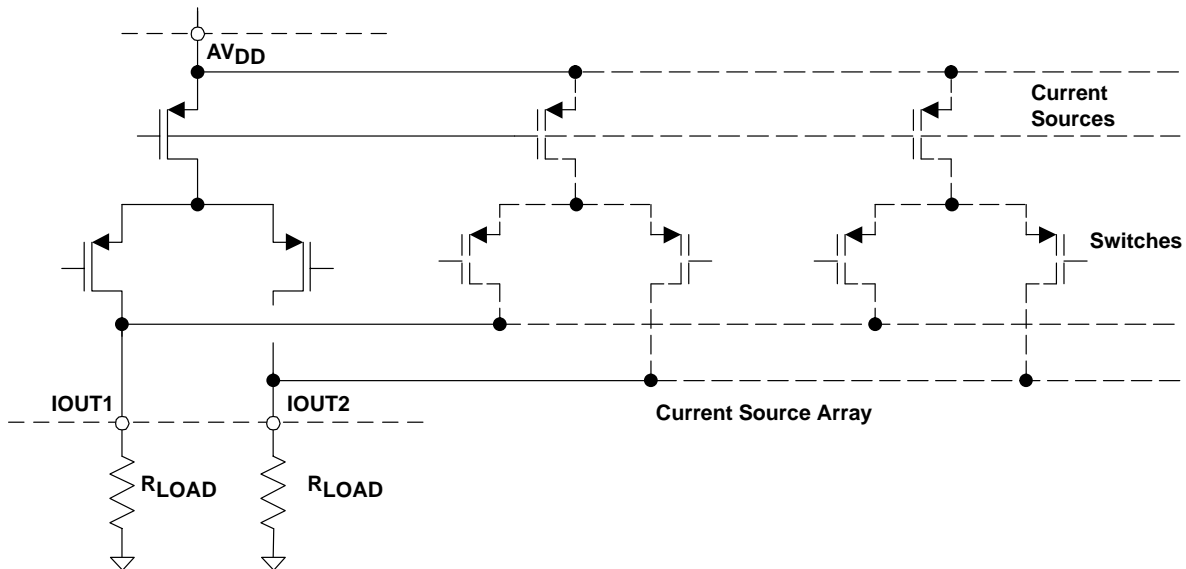 AVDD
Current
Sources
Switches
IOUT1
IOUT2
Current Source Array
RLOAD
RLOAD